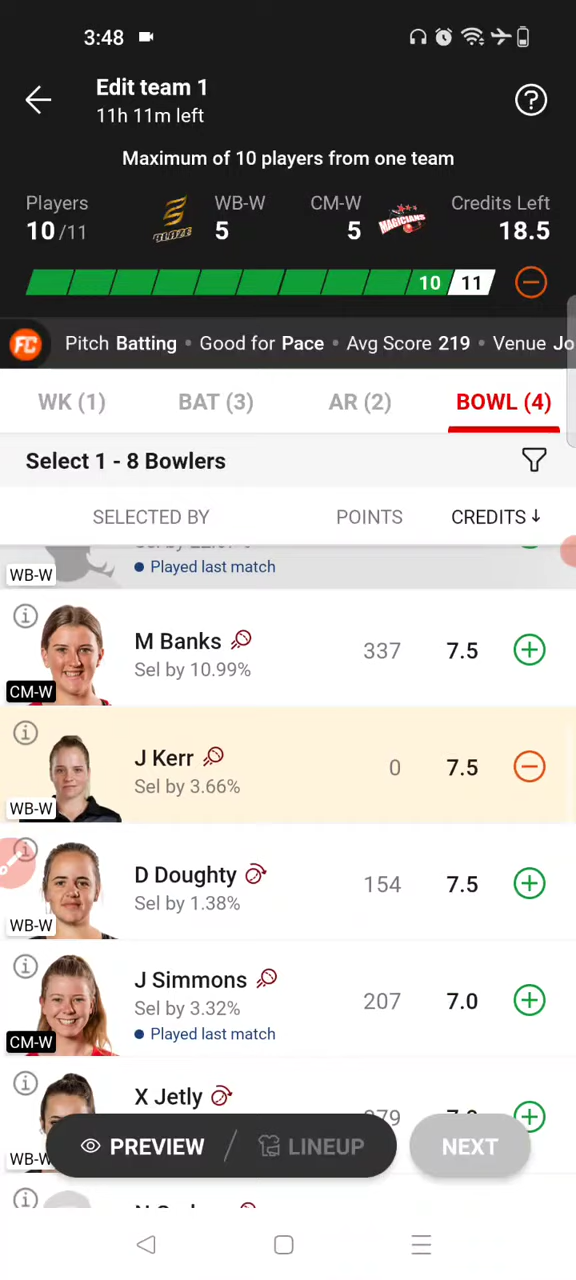 3:48
Edit team 1
11h 11m left
Maximum of 10 players from one team
Players
10/11
BLAZE
WB-W
5
CM-W
5
MAGICIANS
Credits Left
18.5
10 11
FC Pitch Batting • Good for Pace • Avg Score 219 • Venue Jo
WK (1) BAT (3) AR (2) BOWL (4)
Select 1 - 8 Bowlers
SELECTED BY POINTS CREDITS ↓
WB-W
Played last match
M Banks
Sel by 10.99%
337 7.5
CM-W
J Kerr
Sel by 3.66%
0 7.5
WB-W
D Doughty
Sel by 1.38%
154 7.5
WB-W
J Simmons
Sel by 3.32%
207 7.0
CM-W
Played last match
X Jetly
WB-W
PREVIEW / LINEUP
NEXT